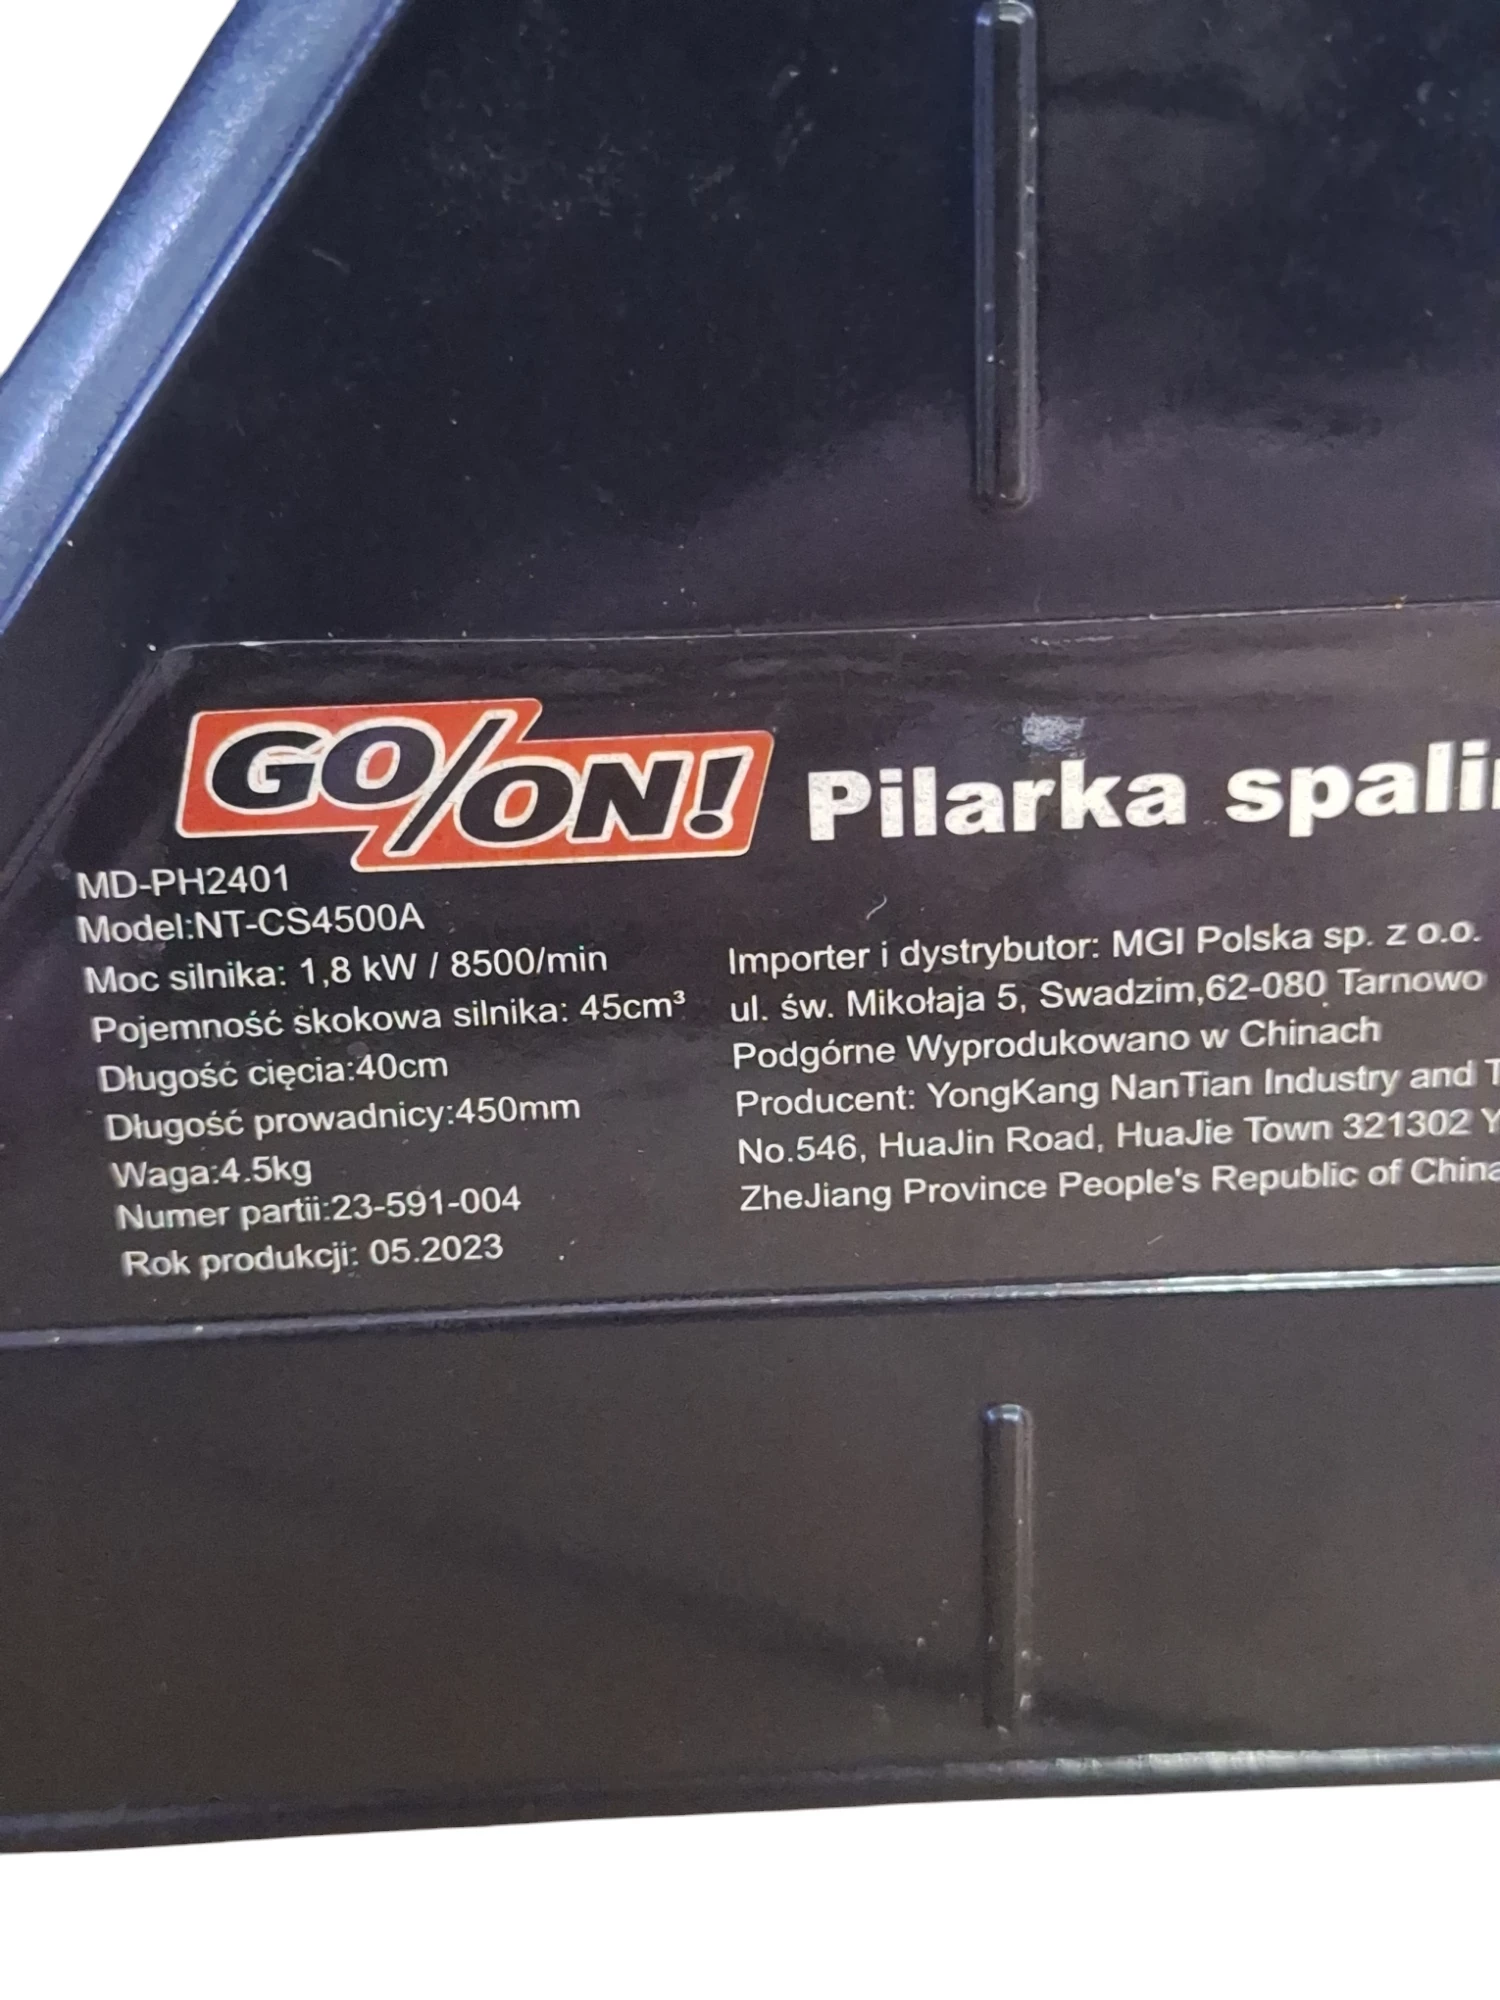 GO/ON!
Pilarka
MD-PH2401
Model:NT-CS4500A
Moc silnika: 1,8 kW / 8500/min
Pojemność skokowa silnika: 45cm³
Długość cięcia:40cm
Długość prowadnicy:450mm
Waga:4.5kg
Numer partii:23-591-004
Rok produkcji: 05.2023
Importer i dystrybutor: MGI Polska sp. z o.o.
ul. św. Mikołaja 5, Swadzim,62-080 Tarnowo
Podgórne Wyprodukowano w Chinach
Producent: YongKang NanTian Industry and
No.546, HuaJin Road, HuaJie Town 321302
ZheJiang Province People's Republic of China